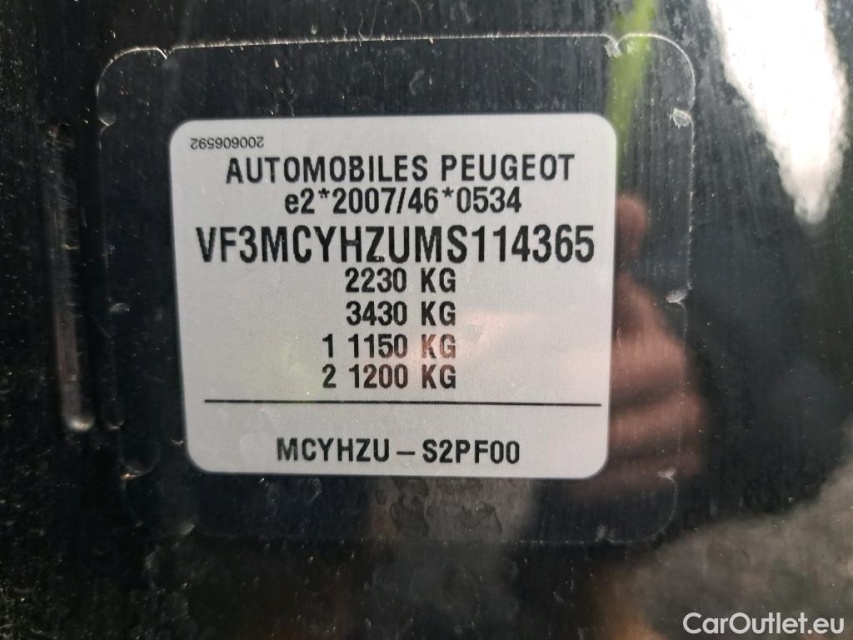 200606592
AUTOMOBILES PEUGEOT
e2*2007/46*0534
VF3MCYHZUMS114365
2230 KG
3430 KG
1 1150 KG
2 1200 KG
MCYHZU – S2PF00
CarOutlet.eu